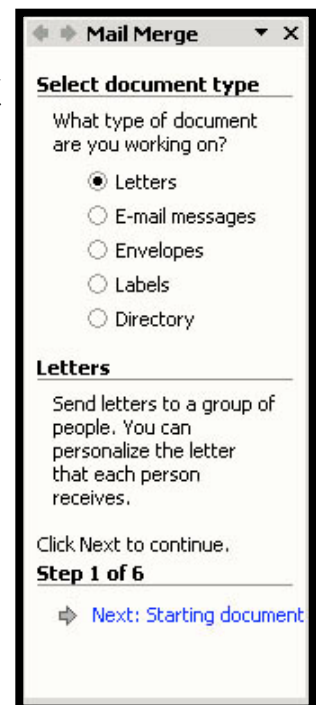 Mail Merge
Select document type
What type of document
are you working on?
Letters
E-mail messages
Envelopes
Labels
Directory
Letters
Send letters to a group of
people. You can
personalize the letter
that each person
receives.
Click Next to continue.
Step 1 of 6
Next: Starting document